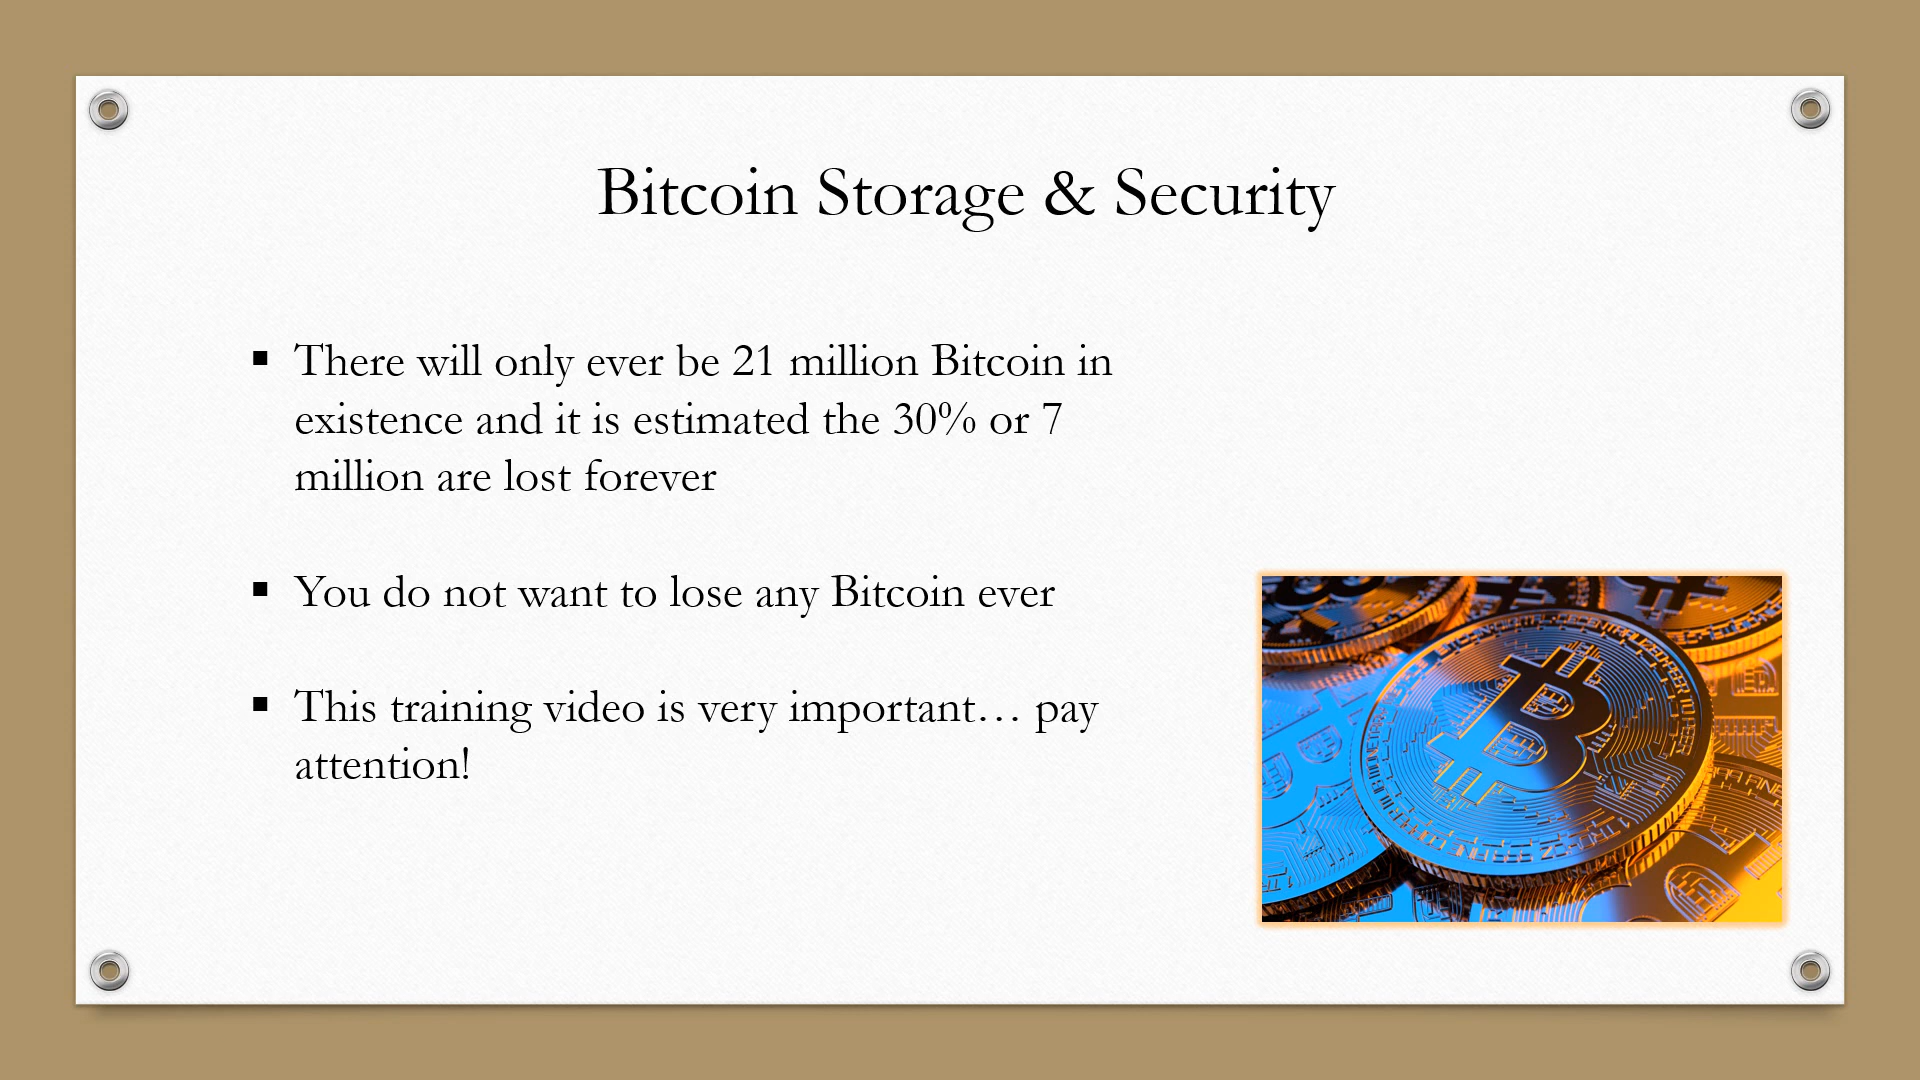 Bitcoin Storage & Security
▪ There will only ever be 21 million Bitcoin in
existence and it is estimated the 30% or 7
million are lost forever
▪ You do not want to lose any Bitcoin ever
▪ This training video is very important… pay
attention!